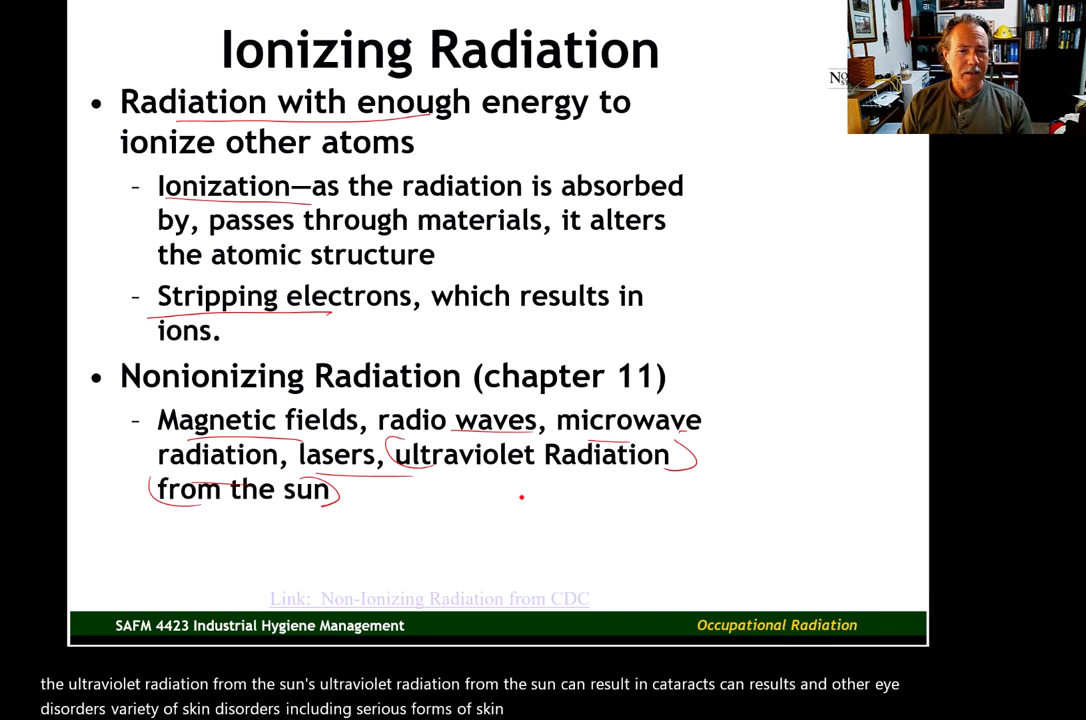 Ionizing Radiation
• Radiation with enough energy to
ionize other atoms
- Ionization—as the radiation is absorbed
by, passes through materials, it alters
the atomic structure
- Stripping electrons, which results in
ions.
• Nonionizing Radiation (chapter 11)
- Magnetic fields, radio waves, microwave
radiation, lasers, ultraviolet Radiation
from the sun
Link: Non-Ionizing Radiation from CDC
SAFM 4423 Industrial Hygiene Management
Occupational Radiation
the ultraviolet radiation from the sun's ultraviolet radiation from the sun can result in cataracts can results and other eye
disorders variety of skin disorders including serious forms of skin